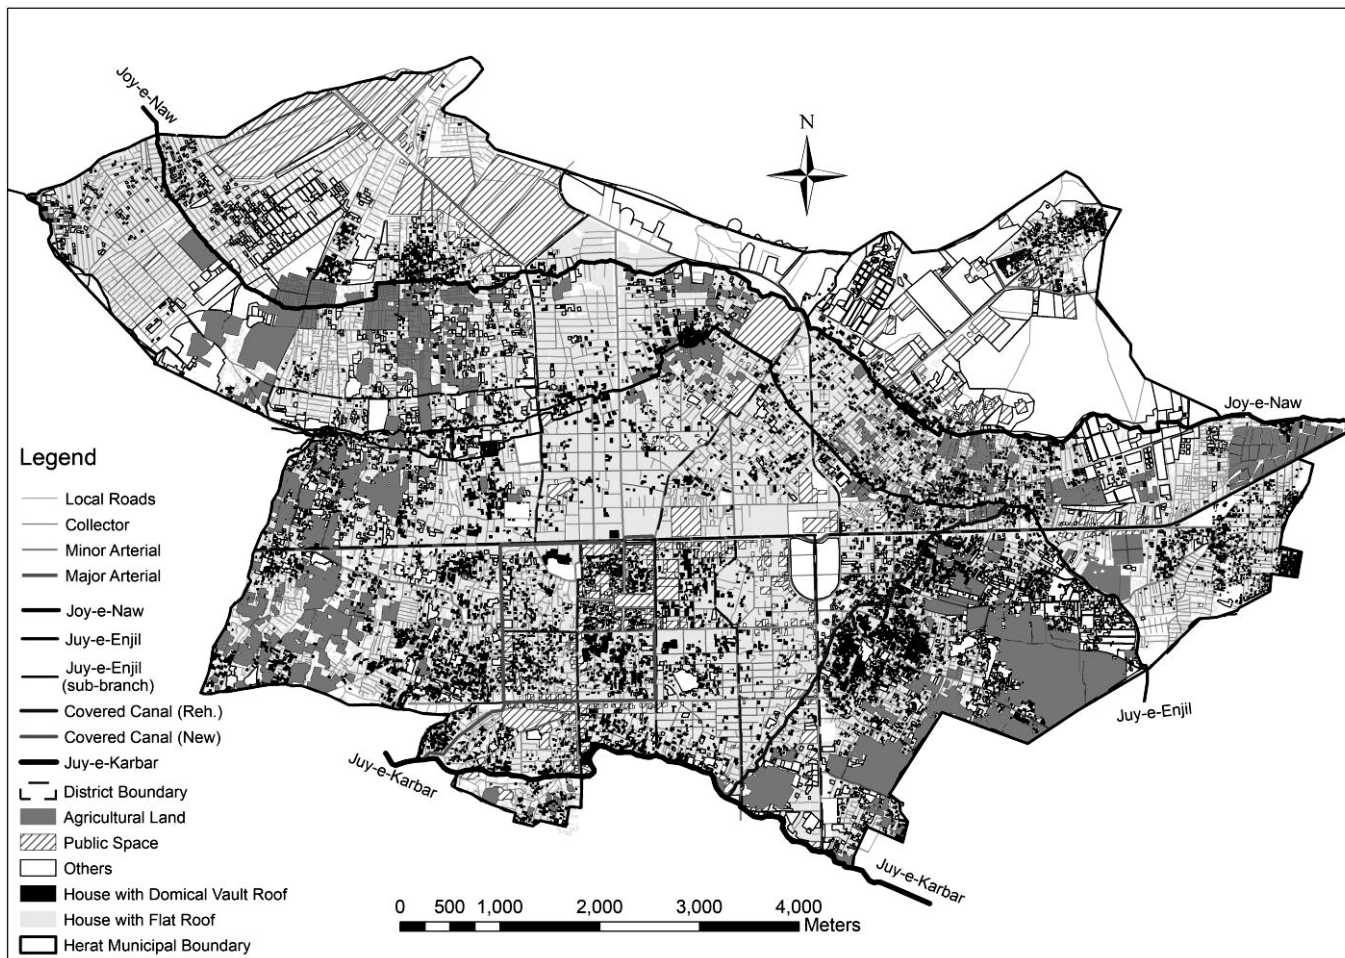 Joy-e-Naw
N
Joy-e-Naw
Legend
Local Roads
Collector
Minor Arterial
Major Arterial
Joy-e-Naw
Juy-e-Enjil
Juy-e-Enjil
(sub-branch)
Covered Canal (Reh.)
Covered Canal (New)
Juy-e-Karbar
District Boundary
Agricultural Land
Public Space
Others
House with Domical Vault Roof
House with Flat Roof
Herat Municipal Boundary
Juy-e-Enjil
Juy-e-Karbar
Juy-e-Karbar
0 500 1,000 2,000 3,000 4,000
Meters